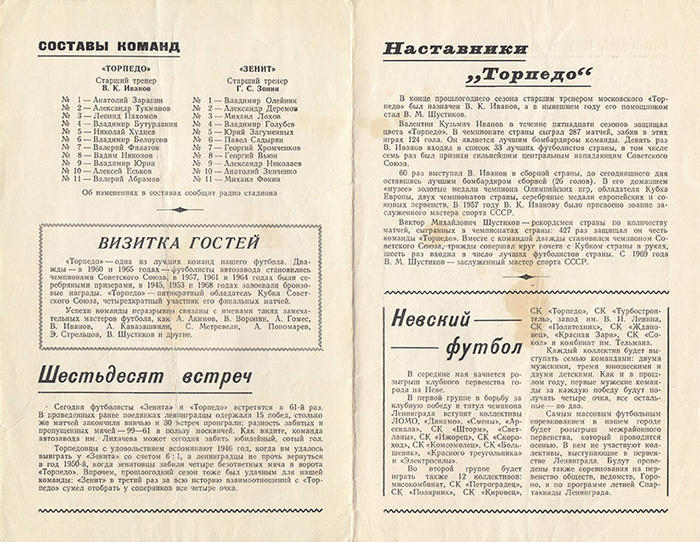 СОСТАВЫ КОМАНД
«ТОРПЕДО»
Старший тренер
В. К. Иванов
№ 1 — Анатолий Зарапин
№ 2 — Александр Тукманов
№ 3 — Леонид Пахомов
№ 4 — Владимир Бутурлакин
№ 5 — Николай Худиев
№ 6 — Владимир Белоусов
№ 7 — Валерий Филатов
№ 8 — Вадим Никонов
№ 9 — Владимир Юрин
№ 10 — Алексей Еськов
№ 11 — Валерий Абрамов
«ЗЕНИТ»
Старший тренер
Г. С. Зонин
№ 1 — Владимир Олейник
№ 2 — Александр Деремов
№ 3 — Михаил Лохов
№ 4 — Владимир Голубев
№ 5 — Юрий Загуменных
№ 6 — Павел Садырин
№ 7 — Георгий Хромченков
№ 8 — Георгий Вьюн
№ 9 — Александр Николаев
№ 10 — Анатолий Зинченко
№ 11 — Михаил Фокин
Об изменениях в составах сообщит радио стадиона
ВИЗИТКА ГОСТЕЙ
«Торпедо» — одна из лучших команд нашего футбола. Два-
жды — в 1960 и 1965 годах — футболисты автозавода становились
чемпионами Советского Союза, в 1957, 1961 и 1964 годах были се-
ребряными призерами, в 1945, 1953 и 1968 годах завоевали бронзо-
вые награды. «Торпедо» — пятикратный обладатель Кубка Совет-
ского Союза, четырехкратный участник его финальных матчей.
Успехи команды неразрывно связаны с именами таких замеча-
тельных мастеров футбола, как А. Акимов, В. Воронин, А. Гомес,
В. Иванов, А. Кавазашвили, С. Метревели, А. Пономарев,
Э. Стрельцов, В. Шустиков и другие.
Шестьдесят встреч
Сегодня футболисты «Зенита» и «Торпедо» встретятся в 61-й раз.
В проведенных ранее поединках ленинградцы одержали 15 побед, столько
же матчей закончили вничью и 30 встреч проиграли; разность забитых и
пропущенных мячей — 99—61 в пользу москвичей. Как видите, команда
автозавода им. Лихачева может сегодня забить юбилейный, сотый гол.
Торпедовцы с удовольствием вспоминают 1946 год, когда им удалось
выиграть у «Зенита» со счетом 6 : 1, а ленинградцы не прочь вернуться
в год 1950-й, когда зенитовцы забили четыре безответных мяча в ворота
«Торпедо». Впрочем, прошлогодний сезон тоже был удачным для нашей
команды: «Зенит» в третий раз за всю историю взаимоотношений с «Тор-
педо» сумел отобрать у соперников все четыре очка.
Наставники
„Торпедо“
В конце прошлогоднего сезона старшим тренером московского «Тор-
педо» был назначен В. К. Иванов, а в нынешнем году его помощником
стал В. М. Шустиков.
Валентин Кузьмич Иванов в течение пятнадцати сезонов защищал
цвета «Торпедо». В чемпионате страны сыграл 287 матчей, забив в этих
играх 124 гола. Он является лучшим бомбардиром команды. Девять раз
В. Иванов входил в список 33 лучших футболистов страны, в том числе
семь раз был признан сильнейшим центральным нападающим Советского
Союза.
60 раз выступал В. Иванов в сборной страны, до сегодняшнего дня
оставшись лучшим бомбардиром сборной (26 голов). В его домашнем
«музее» золотые медали чемпиона Олимпийских игр, обладателя Кубка
Европы, двух чемпионатов страны, серебряные медали европейских и со-
юзных первенств. В 1957 году В. К. Иванову было присвоено звание за-
служенного мастера спорта СССР.
Виктор Михайлович Шустиков — рекордсмен страны по количеству
матчей, сыгранных в чемпионатах страны: 427 раз защищал он честь
команды «Торпедо». Вместе с командой дважды становился чемпионом Со-
ветского Союза, трижды совершал круг почета с Кубком страны в руках,
шесть раз входил в число лучших футболистов страны. С 1969 года
В. М. Шустиков — заслуженный мастер спорта СССР.
Невский
футбол
В середине мая начнется ро-
зыгрыш клубного первенства горо-
да на Неве.
В первой группе в борьбу за
клубную победу и титул чемпиона
Ленинграда вступят коллективы
ЛОМО, «Динамо», «Смены», «Ар-
сенала», СК «Шторм», «Свет-
ланы», СК «Ижорец», СК «Скоро-
ход», СК «Комсомолец», СК «Боль-
шевик», «Красного треугольника»
и «Электросилы».
Во второй группе будет
играть также 12 коллективов:
мясокомбинат, СК «Петроградец»,
СК «Полярник», СК «Кировец»,
СК «Торпедо», СК «Турбострои-
тель», завод им. В. И. Ленина,
СК «Политехник», СК «Ждано-
вец», «Красная Заря», СК «Со-
кол» и комбинат им. Тельмана.
Каждый коллектив будет вы-
ступать семью командами: двумя
мужскими, тремя юношескими и
двумя детскими. Как и в прош-
лом году, первые мужские коман-
ды за каждую победу будут по-
лучать четыре очка, все осталь-
ные — по два.
Самым массовым футбольным
соревнованием в нашем городе
будет розыгрыш межрайонного
первенства, который проводится
осенью. В нем не участвуют кол-
лективы, выступающие в первен-
стве Ленинграда. Будут прове-
дены также соревнования на пер-
венство обществ, ведомств, Горо-
но, и по программе летней Спар-
такиады Ленинграда.